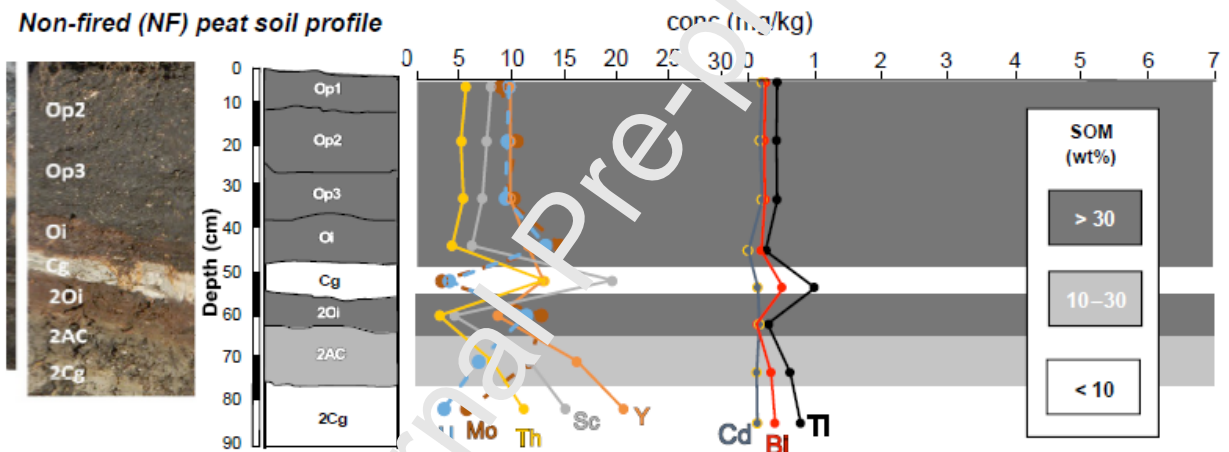 Non-fired (NF) peat soil profile
conc (mg/kg)
0 5 10 15 20 25 30 0 1 2 3 4 5 6 7
Depth (cm)
0
10
20
30
40
50
60
70
80
90
Op2
Op3
Oi
Cg
2Oi
2AC
2Cg
Op1
Op2
Op3
Oi
Cg
2Oi
2AC
2Cg
U Mo Th Sc Y
Cd Bi Tl
SOM
(wt%)
> 30
10–30
< 10